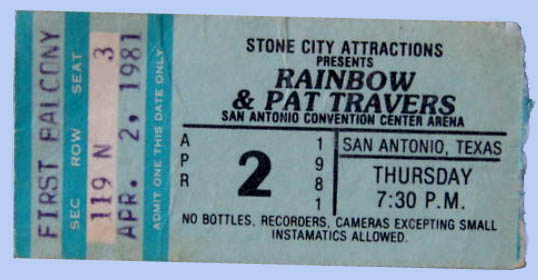 FIRST BALCONY
SEC ROW SEAT
119 N 3
APR. 2, 1981
ADMIT ONE THIS DATE ONLY
STONE CITY ATTRACTIONS
PRESENTS
RAINBOW
& PAT TRAVERS
SAN ANTONIO CONVENTION CENTER ARENA
APR
2
1981
SAN ANTONIO, TEXAS
THURSDAY
7:30 P.M.
NO BOTTLES, RECORDERS, CAMERAS EXCEPTING SMALL
INSTAMATICS ALLOWED.